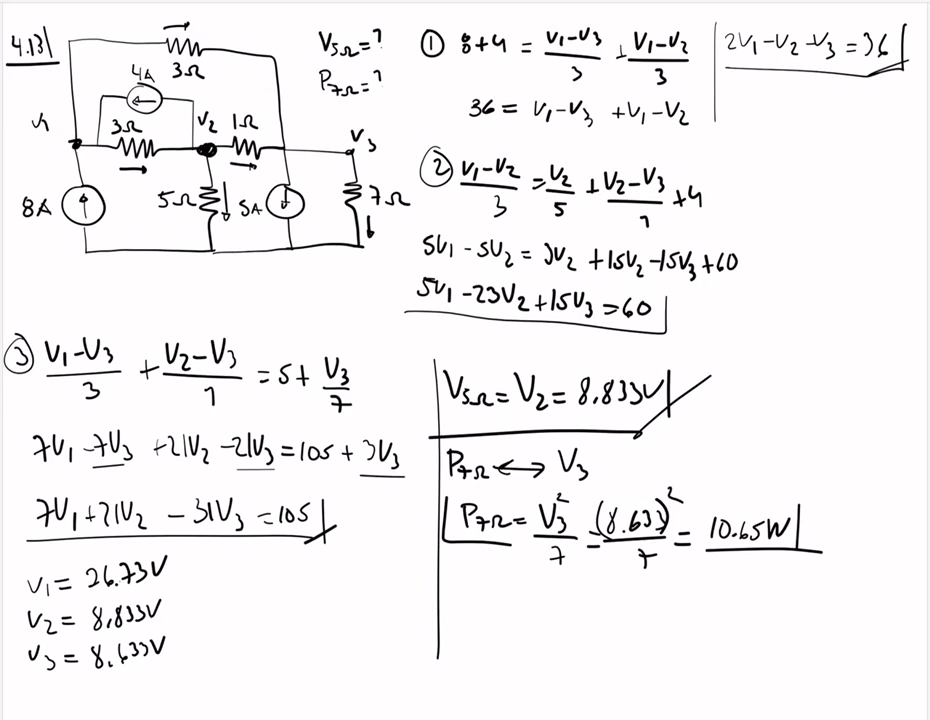 4.13|
3Ω
4A
V₁
3Ω
V₂
1Ω
V₃
8A
5Ω
5A
7Ω
V₅Ω = ?
P₇Ω = ?
① 8+4 = (V₁-V₃)/3 + (V₁-V₂)/3
36 = V₁-V₃ + V₁-V₂
2V₁-V₂-V₃ = 36
② (V₁-V₂)/3 = V₂/5 + (V₂-V₃)/1 + 4
5V₁ - 5V₂ = 3V₂ + 15V₂ - 15V₃ + 60
5V₁ - 23V₂ + 15V₃ = 60
③ (V₁-V₃)/3 + (V₂-V₃)/1 = 5 + V₃/7
7V₁ - 7V₃ + 21V₂ - 21V₃ = 105 + 3V₃
7V₁ + 21V₂ - 31V₃ = 105
V₁ = 26.73V
V₂ = 8.833V
V₃ = 8.633V
V₅Ω = V₂ = 8.833V
P₇Ω ↔ V₃
P₇Ω = V₃²/7 = (8.633)²/7 = 10.65W